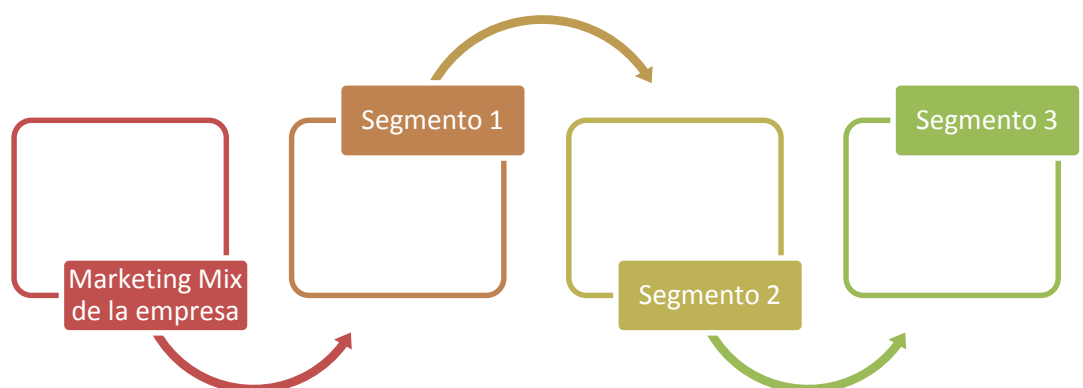 Marketing Mix
de la empresa
Segmento 1
Segmento 2
Segmento 3